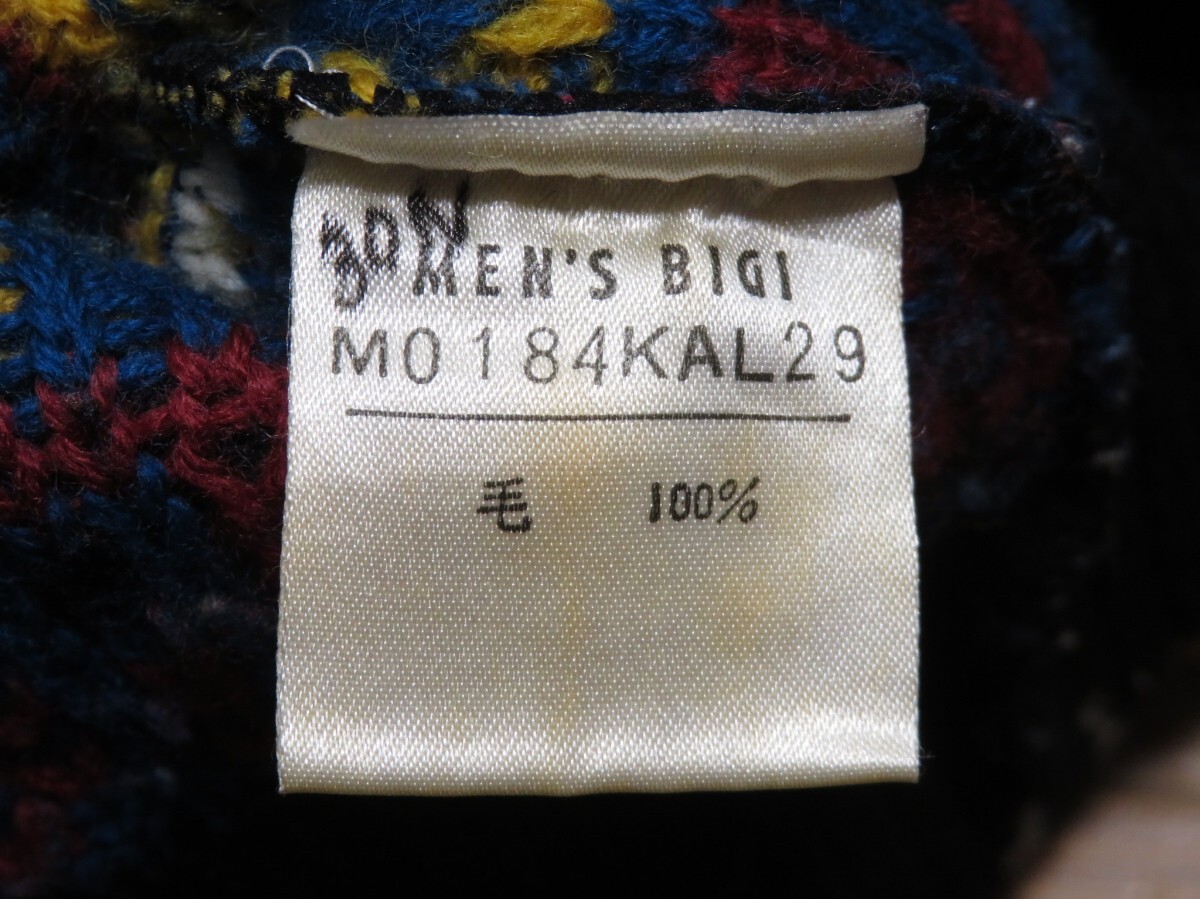 MEN'S BIGI
M0184KAL29
毛 100%